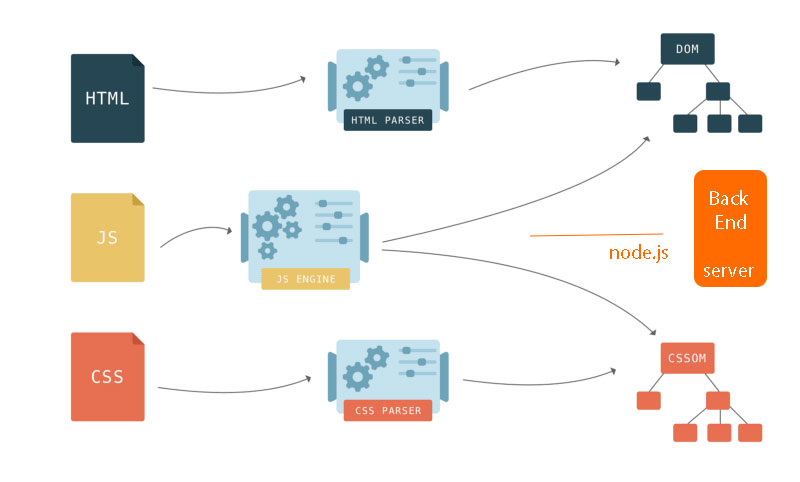 HTML
HTML PARSER
DOM
JS
JS ENGINE
node.js
Back
End
server
CSS
CSS PARSER
CSSOM